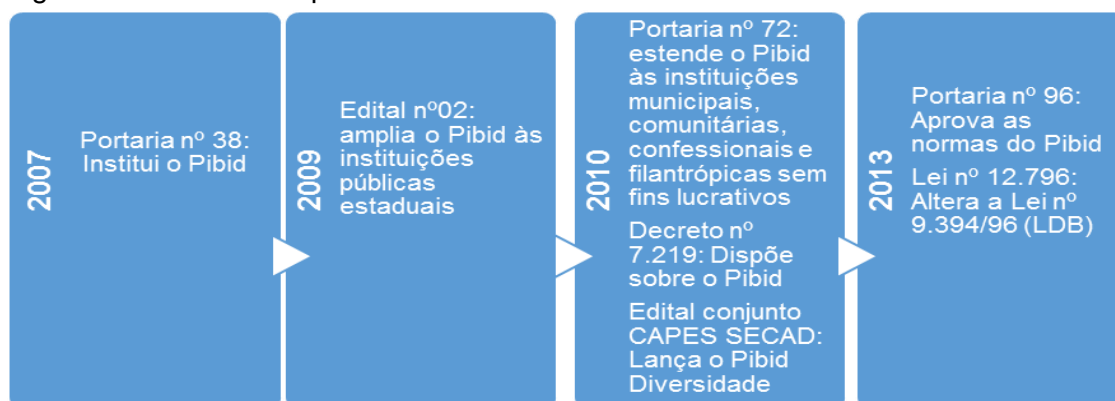 2007
Portaria nº 38:
Institui o Pibid
2009
Edital nº02:
amplia o Pibid às
instituições
públicas
estaduais
2010
Portaria nº 72:
estende o Pibid
às instituições
municipais,
comunitárias,
confessionais e
filantrópicas sem
fins lucrativos
Decreto nº
7.219: Dispõe
sobre o Pibid
Edital conjunto
CAPES SECAD:
Lança o Pibid
Diversidade
2013
Portaria nº 96:
Aprova as
normas do Pibid
Lei nº 12.796:
Altera a Lei nº
9.394/96 (LDB)